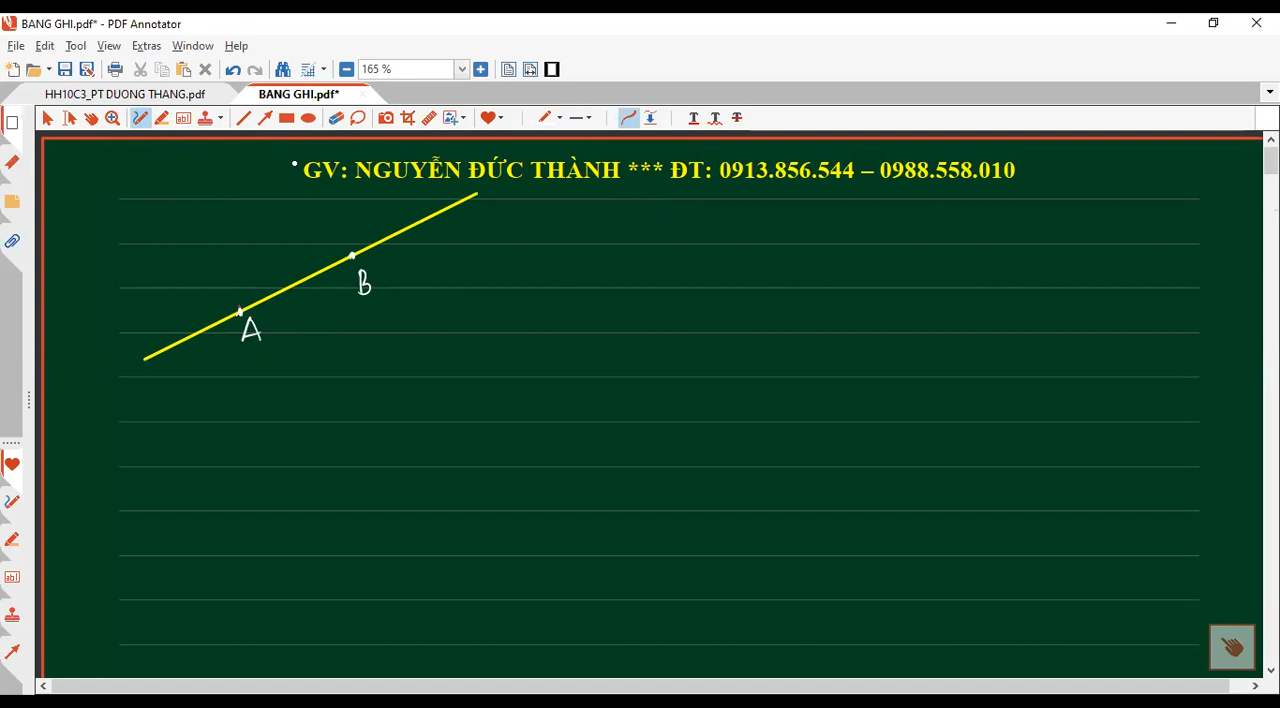 BANG GHI.pdf* - PDF Annotator
File Edit Tool View Extras Window Help
165 %
HH10C3_PT DUONG THANG.pdf BANG GHI.pdf*
GV: NGUYỄN ĐỨC THÀNH *** ĐT: 0913.856.544 – 0988.558.010
B
A